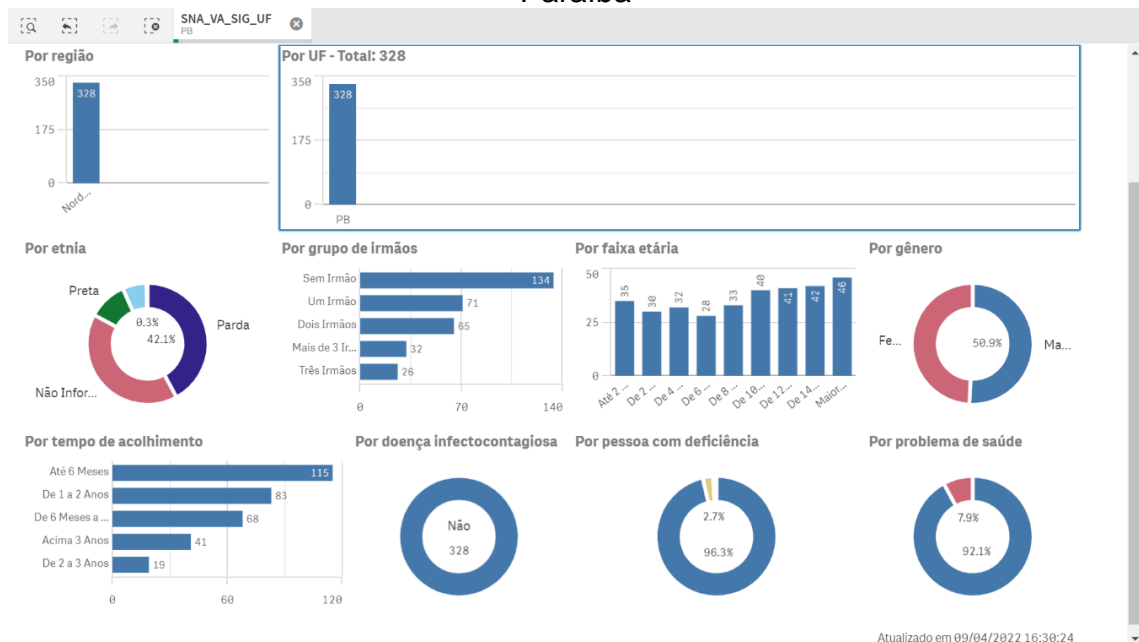 Paraíba
SNA_VA_SIG_UF
PB
Por região
350
328
175
0
Nord...
Por UF - Total: 328
350
328
175
0
PB
Por etnia
Preta
0.3%
42.1%
Parda
Não Infor...
Por grupo de irmãos
Sem Irmão 134
Um Irmão 71
Dois Irmãos 65
Mais de 3 Ir... 32
Três Irmãos 26
0 70 140
Por faixa etária
50
25
0
35 30 32 28 33 40 41 42 46
Até 2 ... De 2 ... De 4 ... De 6 ... De 8 ... De 10... De 12... De 14... Maior...
Por gênero
Fe... 50.9% Ma...
Por tempo de acolhimento
Até 6 Meses 115
De 1 a 2 Anos 83
De 6 Meses a ... 68
Acima 3 Anos 41
De 2 a 3 Anos 19
0 60 120
Por doença infectocontagiosa
Não
328
Por pessoa com deficiência
2.7%
96.3%
Por problema de saúde
7.9%
92.1%
Atualizado em 09/04/2022 16:30:24